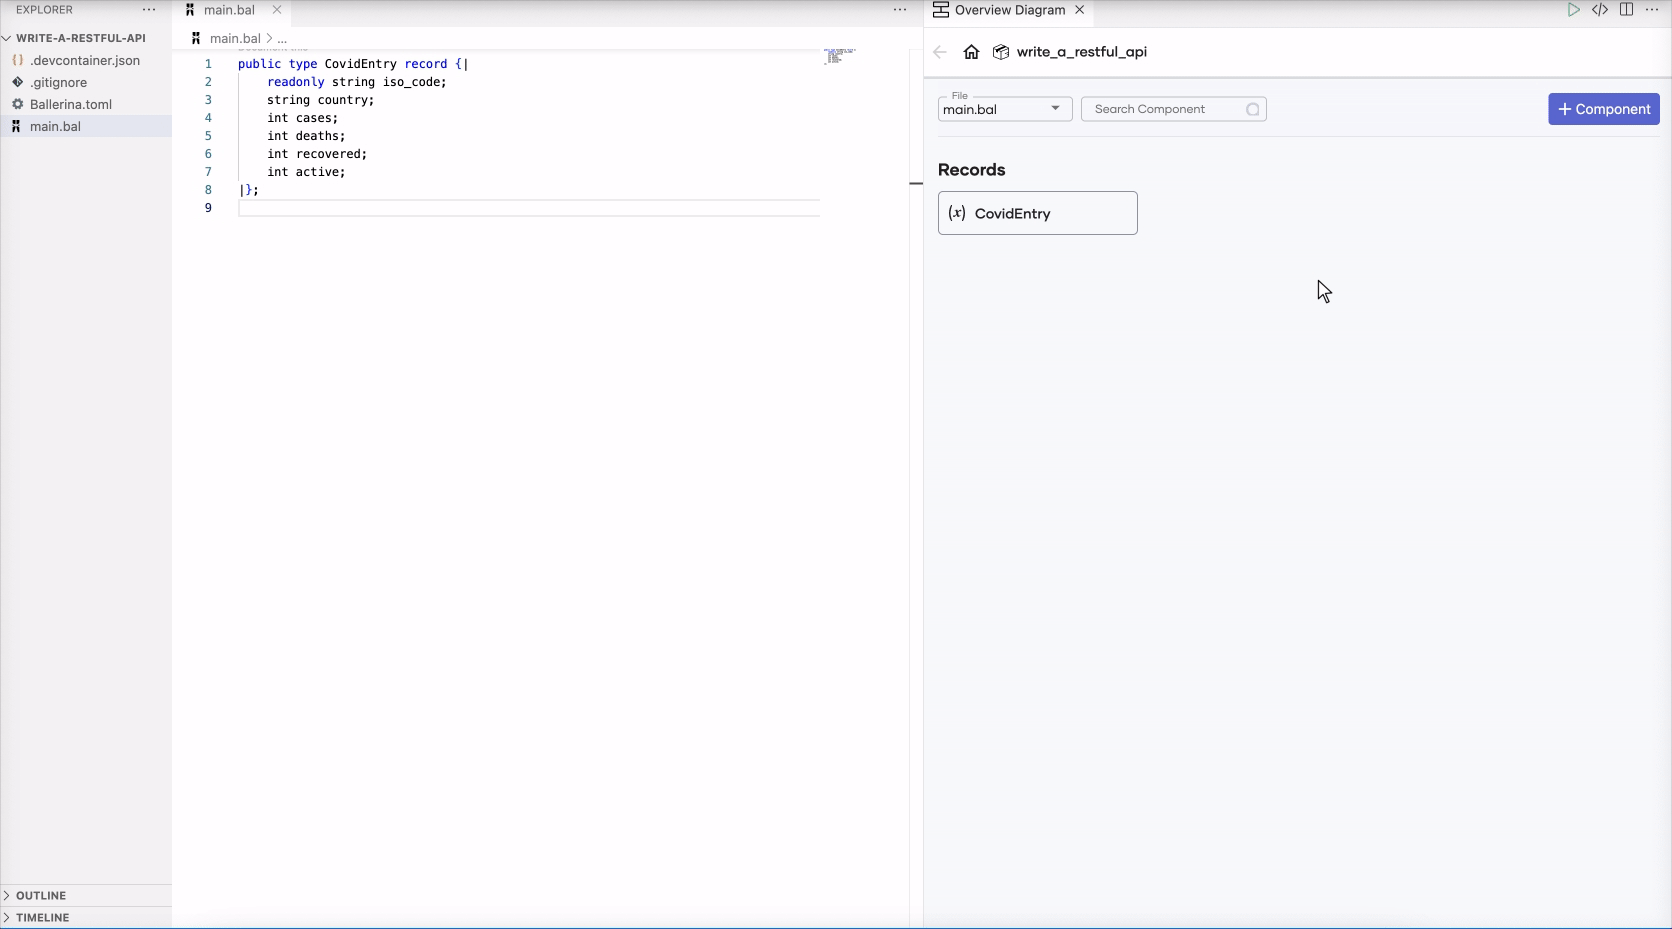 EXPLORER
WRITE-A-RESTFUL-API
.devcontainer.json
.gitignore
Ballerina.toml
main.bal
OUTLINE
TIMELINE
main.bal
main.bal > ...
1 public type CovidEntry record {|
2 readonly string iso_code;
3 string country;
4 int cases;
5 int deaths;
6 int recovered;
7 int active;
8 |};
9
Overview Diagram
write_a_restful_api
File
main.bal
Search Component
+ Component
Records
(x) CovidEntry